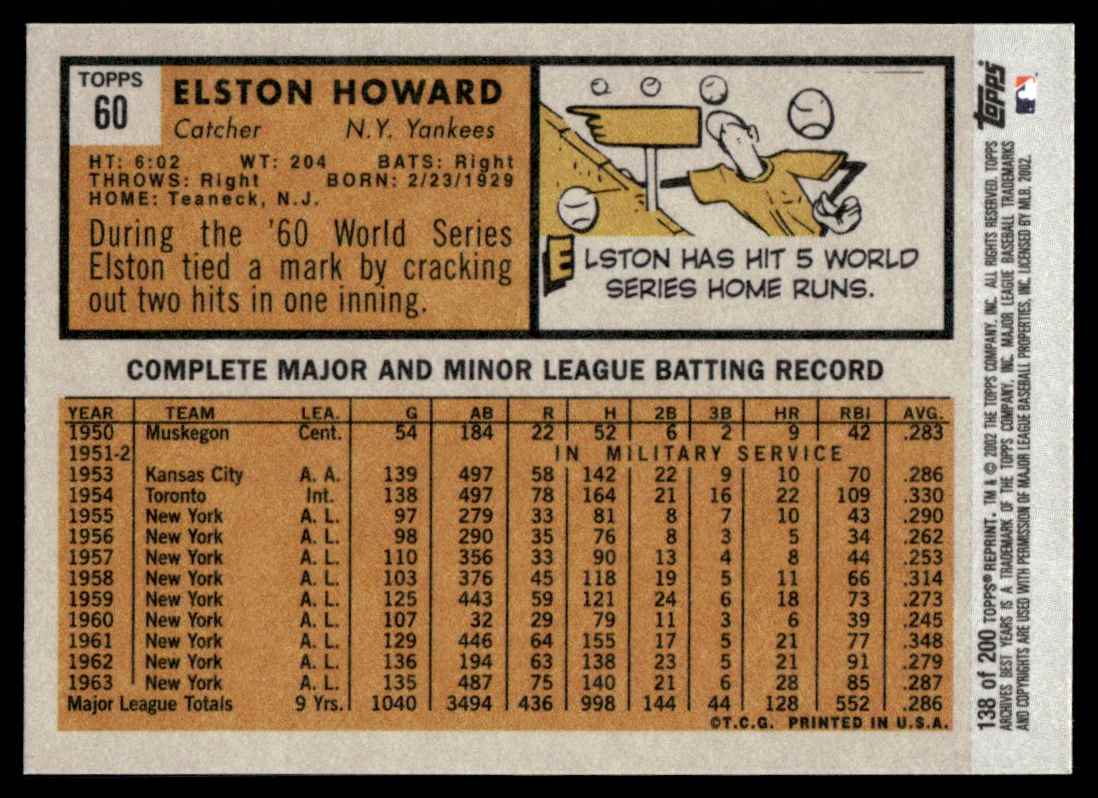 TOPPS
60
ELSTON HOWARD
Catcher N.Y. Yankees
HT: 6:02 WT: 204 BATS: Right
THROWS: Right BORN: 2/23/1929
HOME: Teaneck, N.J.
During the '60 World Series
Elston tied a mark by cracking
out two hits in one inning.
ELSTON HAS HIT 5 WORLD
SERIES HOME RUNS.
COMPLETE MAJOR AND MINOR LEAGUE BATTING RECORD
YEAR TEAM LEA. G AB R H 2B 3B HR RBI AVG.
1950 Muskegon Cent. 54 184 22 52 6 2 9 42 .283
1951-2 IN MILITARY SERVICE
1953 Kansas City A. A. 139 497 58 142 22 9 10 70 .286
1954 Toronto Int. 138 497 78 164 21 16 22 109 .330
1955 New York A. L. 97 279 33 81 8 7 10 43 .290
1956 New York A. L. 98 290 35 76 8 3 5 34 .262
1957 New York A. L. 110 356 33 90 13 4 8 44 .253
1958 New York A. L. 103 376 45 118 19 5 11 66 .314
1959 New York A. L. 125 443 59 121 24 6 18 73 .273
1960 New York A. L. 107 32 29 79 11 3 6 39 .245
1961 New York A. L. 129 446 64 155 17 5 21 77 .348
1962 New York A. L. 136 194 63 138 23 5 21 91 .279
1963 New York A. L. 135 487 75 140 21 6 28 85 .287
Major League Totals 9 Yrs. 1040 3494 436 998 144 44 128 552 .286
©T.C.G. PRINTED IN U.S.A.
Topps
138 of 200 TOPPS® REPRINT. TM & © 2002 THE TOPPS COMPANY, INC. ALL RIGHTS RESERVED. TOPPS
ARCHIVES BEST YEARS IS A TRADEMARK OF THE TOPPS COMPANY, INC. MAJOR LEAGUE BASEBALL TRADEMARKS
AND COPYRIGHTS ARE USED WITH PERMISSION OF MAJOR LEAGUE BASEBALL PROPERTIES, INC. LICENSED BY MLB. 2002.